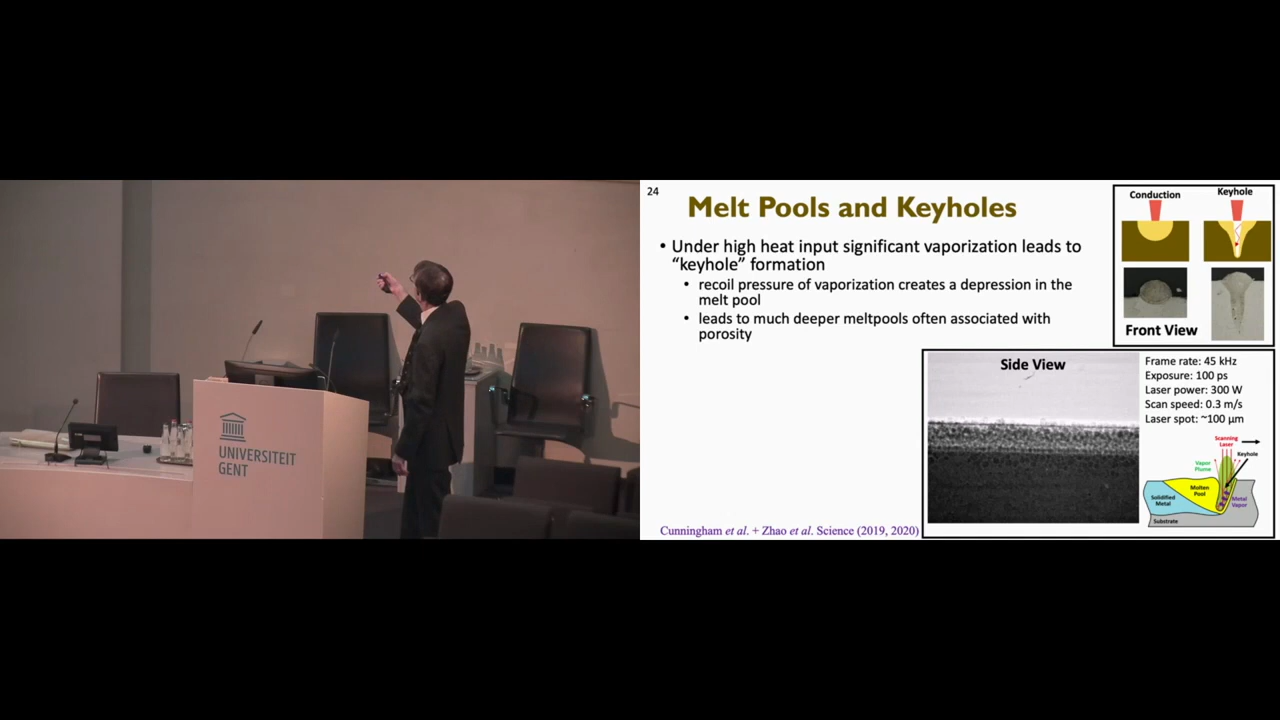 UNIVERSITEIT
GENT
24
Melt Pools and Keyholes
• Under high heat input significant vaporization leads to
“keyhole” formation
• recoil pressure of vaporization creates a depression in the
melt pool
• leads to much deeper meltpools often associated with
porosity
Conduction
Keyhole
Front View
Side View
Frame rate: 45 kHz
Exposure: 100 ps
Laser power: 300 W
Scan speed: 0.3 m/s
Laser spot: ~100 µm
Scanning
Laser
Keyhole
Vapor
Plume
Molten
Pool
Solidified
Metal
Metal
Vapor
Substrate
Cunningham et al. + Zhao et al. Science (2019, 2020)